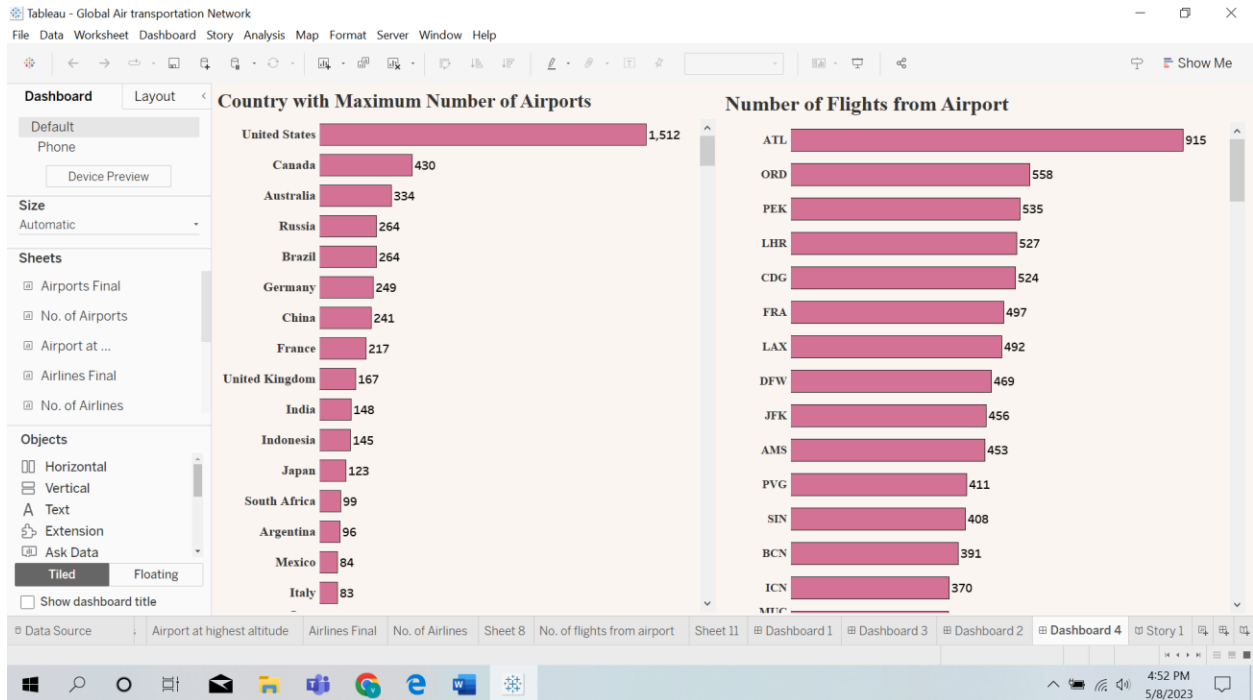 Tableau - Global Air transportation Network
File Data Worksheet Dashboard Story Analysis Map Format Server Window Help
Show Me
Dashboard Layout
Default
Phone
Device Preview
Size
Automatic
Sheets
Airports Final
No. of Airports
Airport at ...
Airlines Final
No. of Airlines
Objects
Horizontal
Vertical
Text
Extension
Ask Data
Tiled Floating
Show dashboard title
Country with Maximum Number of Airports
United States 1,512
Canada 430
Australia 334
Russia 264
Brazil 264
Germany 249
China 241
France 217
United Kingdom 167
India 148
Indonesia 145
Japan 123
South Africa 99
Argentina 96
Mexico 84
Italy 83
Number of Flights from Airport
ATL 915
ORD 558
PEK 535
LHR 527
CDG 524
FRA 497
LAX 492
DFW 469
JFK 456
AMS 453
PVG 411
SIN 408
BCN 391
ICN 370
MUC
Data Source Airport at highest altitude Airlines Final No. of Airlines Sheet 8 No. of flights from airport Sheet 11 Dashboard 1 Dashboard 3 Dashboard 2 Dashboard 4 Story 1
4:52 PM
5/8/2023